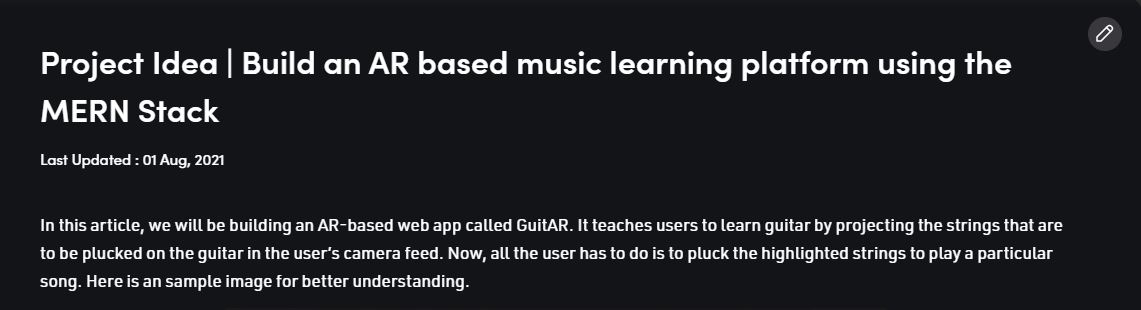 Project Idea | Build an AR based music learning platform using the
MERN Stack
Last Updated : 01 Aug, 2021
In this article, we will be building an AR-based web app called GuitAR. It teaches users to learn guitar by projecting the strings that are
to be plucked on the guitar in the user’s camera feed. Now, all the user has to do is to pluck the highlighted strings to play a particular
song. Here is an sample image for better understanding.